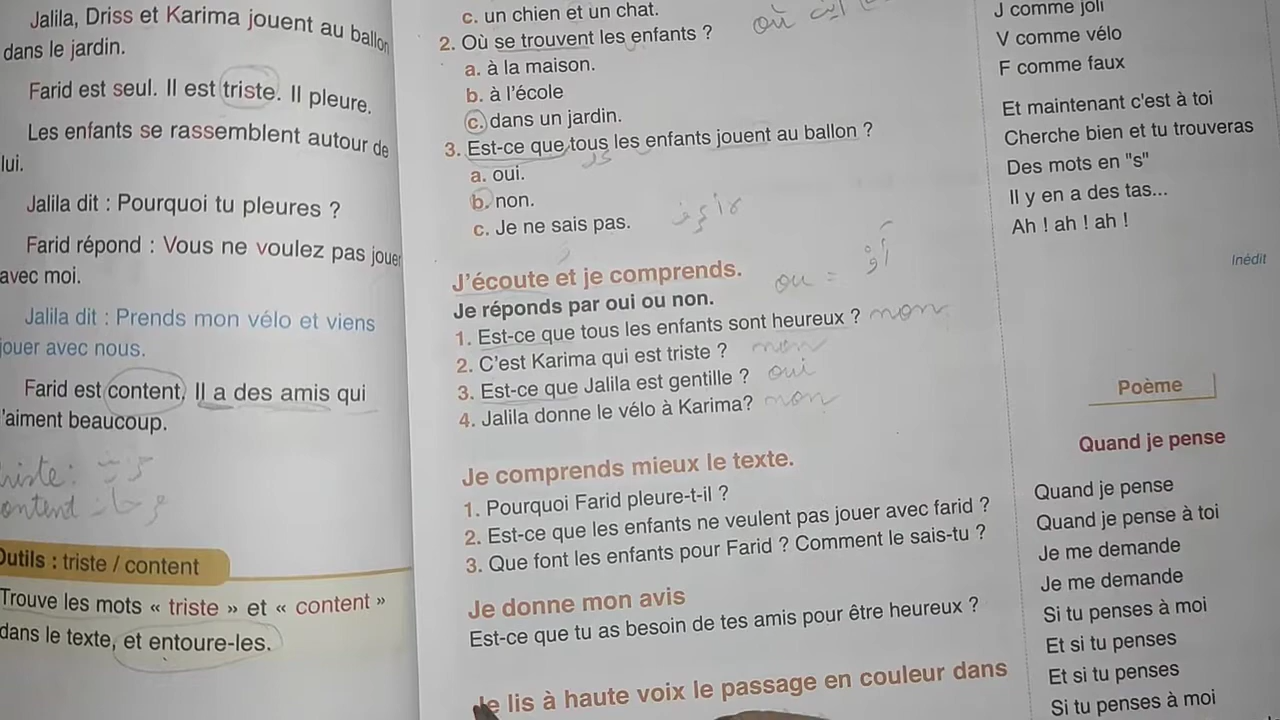 Jalila, Driss et Karima jouent au ballon
dans le jardin.
Farid est seul. Il est triste. Il pleure.
Les enfants se rassemblent autour de
lui.
Jalila dit : Pourquoi tu pleures ?
Farid répond : Vous ne voulez pas jouer
avec moi.
Jalila dit : Prends mon vélo et viens
jouer avec nous.
Farid est content. Il a des amis qui
l'aiment beaucoup.
triste:
content
Outils : triste / content
Trouve les mots « triste » et « content »
dans le texte, et entoure-les.
c. un chien et un chat.
où أين
2. Où se trouvent les enfants ?
a. à la maison.
b. à l'école
c. dans un jardin.
3. Est-ce que tous les enfants jouent au ballon ?
a. oui.
b. non.
c. Je ne sais pas.
لا أعرف
J'écoute et je comprends.
ou = أو
Je réponds par oui ou non.
1. Est-ce que tous les enfants sont heureux ? non
2. C'est Karima qui est triste ? non
3. Est-ce que Jalila est gentille ? oui
4. Jalila donne le vélo à Karima? non
Je comprends mieux le texte.
1. Pourquoi Farid pleure-t-il ?
2. Est-ce que les enfants ne veulent pas jouer avec farid ?
3. Que font les enfants pour Farid ? Comment le sais-tu ?
Je donne mon avis
Est-ce que tu as besoin de tes amis pour être heureux ?
Je lis à haute voix le passage en couleur dans
J comme joli
V comme vélo
F comme faux
Et maintenant c'est à toi
Cherche bien et tu trouveras
Des mots en "s"
Il y en a des tas...
Ah ! ah ! ah !
Inédit
Poème
Quand je pense
Quand je pense
Quand je pense à toi
Je me demande
Je me demande
Si tu penses à moi
Et si tu penses
Et si tu penses
Si tu penses à moi